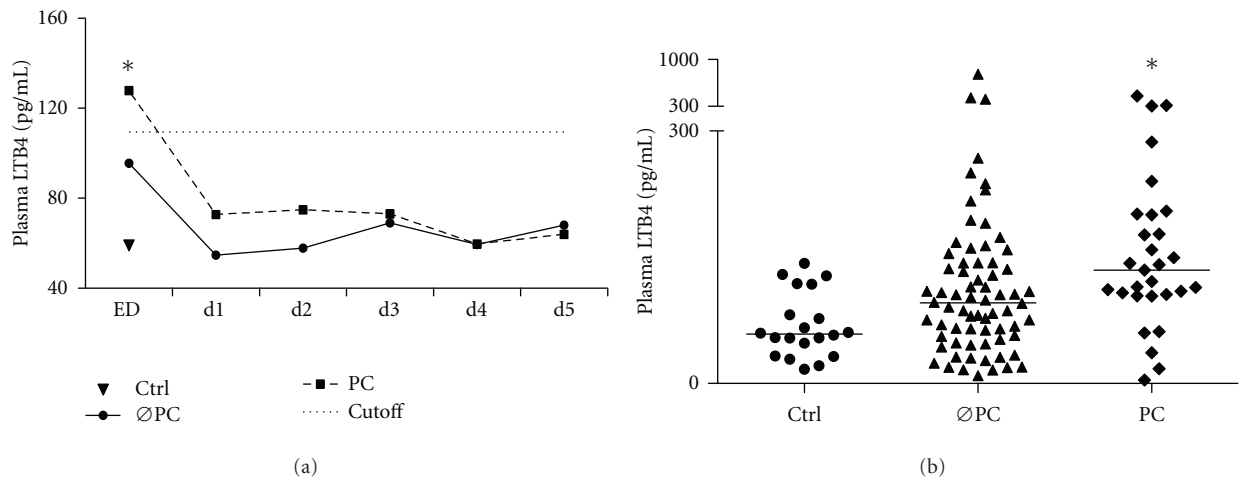 160
120
80
40
Plasma LTB4 (pg/mL)
*
ED d1 d2 d3 d4 d5
Ctrl
∅PC
PC
Cutoff
(a)
1000
300
300
0
Plasma LTB4 (pg/mL)
*
Ctrl ∅PC PC
(b)